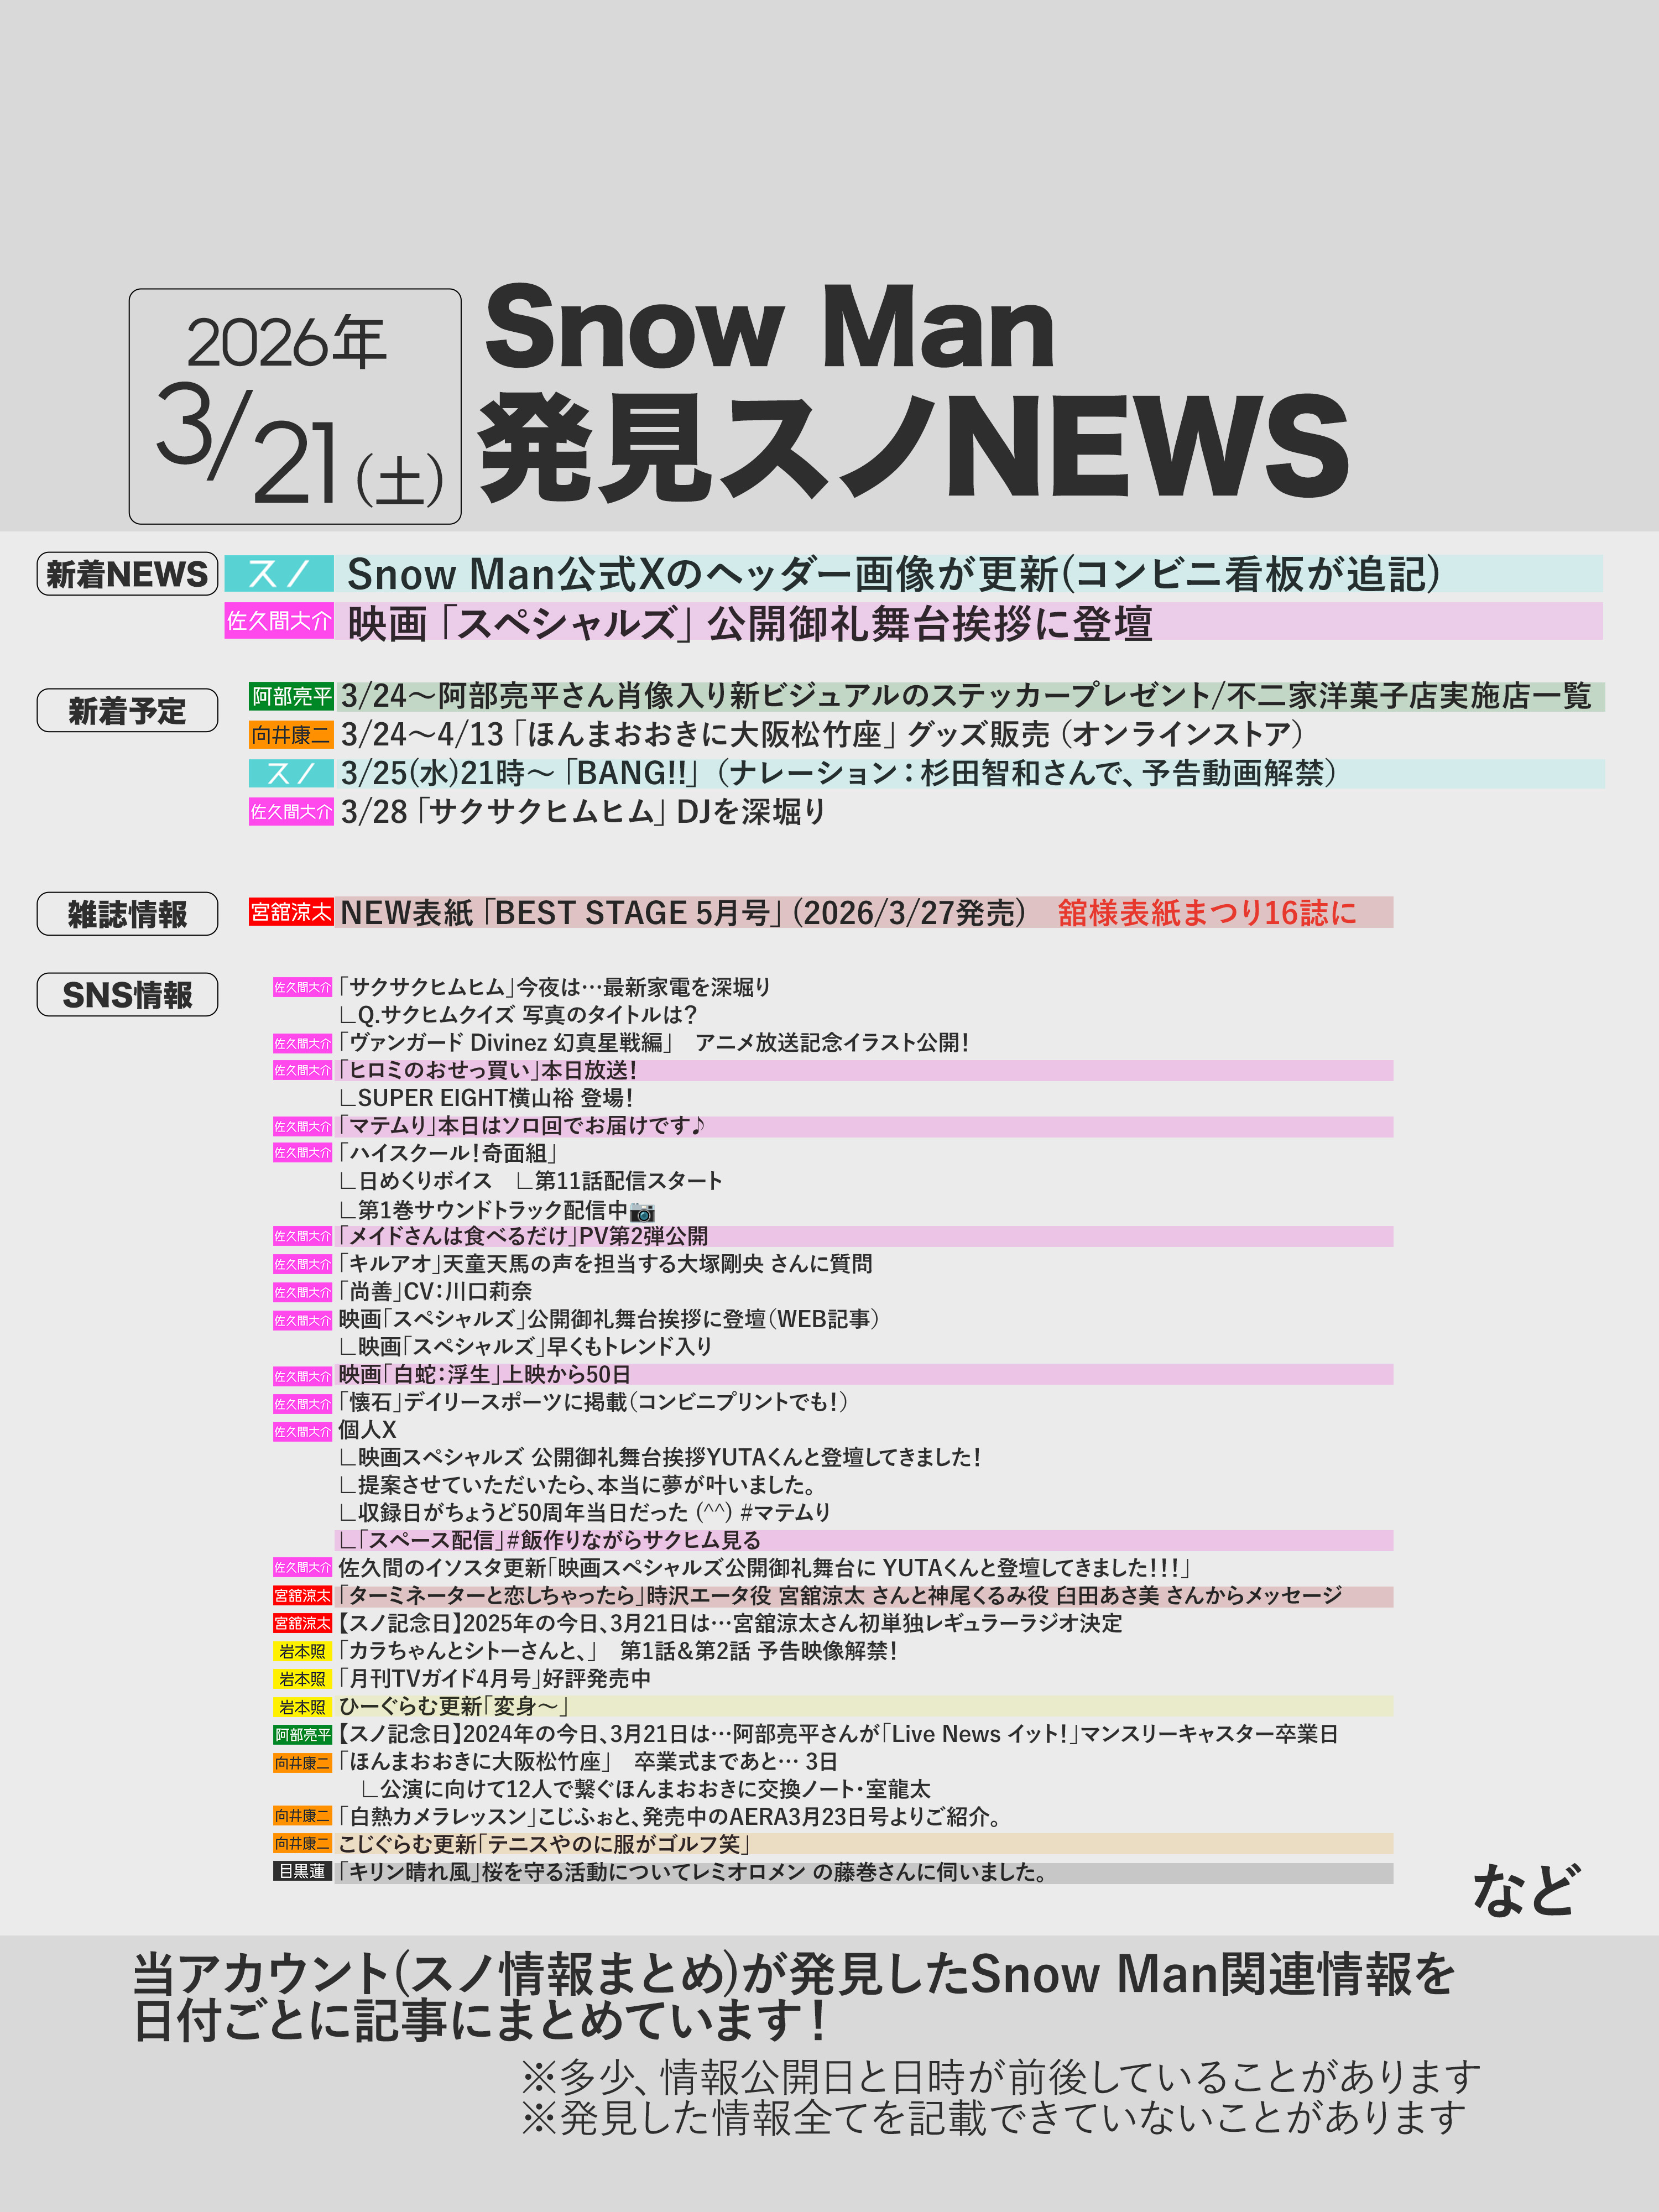 2026年
3/21(土)
Snow Man
発見スノNEWS
新着NEWS
スノ Snow Man公式Xのヘッダー画像が更新(コンビニ看板が追記)
佐久間大介 映画「スペシャルズ」公開御礼舞台挨拶に登壇
新着予定
阿部亮平 3/24～阿部亮平さん肖像入り新ビジュアルのステッカープレゼント/不二家洋菓子店実施店一覧
向井康二 3/24～4/13「ほんまおおきに大阪松竹座」グッズ販売（オンラインストア）
スノ 3/25(水)21時～「BANG!!」（ナレーション：杉田智和さんで、予告動画解禁）
佐久間大介 3/28「サクサクヒムヒム」DJを深堀り
雑誌情報
宮舘涼太 NEW表紙「BEST STAGE 5月号」(2026/3/27発売)　舘様表紙まつり16誌に
SNS情報
佐久間大介 「サクサクヒムヒム」今夜は…最新家電を深堀り
∟Q.サクヒムクイズ 写真のタイトルは？
佐久間大介 「ヴァンガード Divinez 幻真星戦編」　アニメ放送記念イラスト公開！
佐久間大介 「ヒロミのおせっ買い」本日放送！
∟SUPER EIGHT横山裕 登場！
佐久間大介 「マテムり」本日はソロ回でお届けです♪
佐久間大介 「ハイスクール！奇面組」
∟日めくりボイス　∟第11話配信スタート
∟第1巻サウンドトラック配信中📷
佐久間大介 「メイドさんは食べるだけ」PV第2弾公開
佐久間大介 「キルアオ」天童天馬の声を担当する大塚剛央 さんに質問
佐久間大介 「尚善」CV：川口莉奈
佐久間大介 映画「スペシャルズ」公開御礼舞台挨拶に登壇（WEB記事）
∟映画「スペシャルズ」早くもトレンド入り
佐久間大介 映画「白蛇：浮生」上映から50日
佐久間大介 「懐石」デイリースポーツに掲載（コンビニプリントでも！）
佐久間大介 個人X
∟映画スペシャルズ 公開御礼舞台挨拶YUTAくんと登壇してきました！
∟提案させていただいたら、本当に夢が叶いました。
∟収録日がちょうど50周年当日だった (^^) #マテムり
∟「スペース配信」#飯作りながらサクヒム見る
佐久間大介 佐久間のイソスタ更新「映画スペシャルズ公開御礼舞台に YUTAくんと登壇してきました！！！」
宮舘涼太 「ターミネーターと恋しちゃったら」時沢エータ役 宮舘涼太 さんと神尾くるみ役 臼田あさ美 さんからメッセージ
宮舘涼太 【スノ記念日】2025年の今日、3月21日は…宮舘涼太さん初単独レギュラーラジオ決定
岩本照 「カラちゃんとシトーさんと、」　第1話&第2話 予告映像解禁！
岩本照 「月刊TVガイド4月号」好評発売中
岩本照 ひーぐらむ更新「変身～」
阿部亮平 【スノ記念日】2024年の今日、3月21日は…阿部亮平さんが「Live News イット！」マンスリーキャスター卒業日
向井康二 「ほんまおおきに大阪松竹座」　卒業式まであと… 3日
∟公演に向けて12人で繋ぐほんまおおきに交換ノート・室龍太
向井康二 「白熱カメラレッスン」こじふぉと、発売中のAERA3月23日号よりご紹介。
向井康二 こじぐらむ更新「テニスやのに服がゴルフ笑」
目黒蓮 「キリン晴れ風」桜を守る活動についてレミオロメン の藤巻さんに伺いました。
など
当アカウント(スノ情報まとめ)が発見したSnow Man関連情報を
日付ごとに記事にまとめています！
※多少、情報公開日と日時が前後していることがあります
※発見した情報全てを記載できていないことがあります